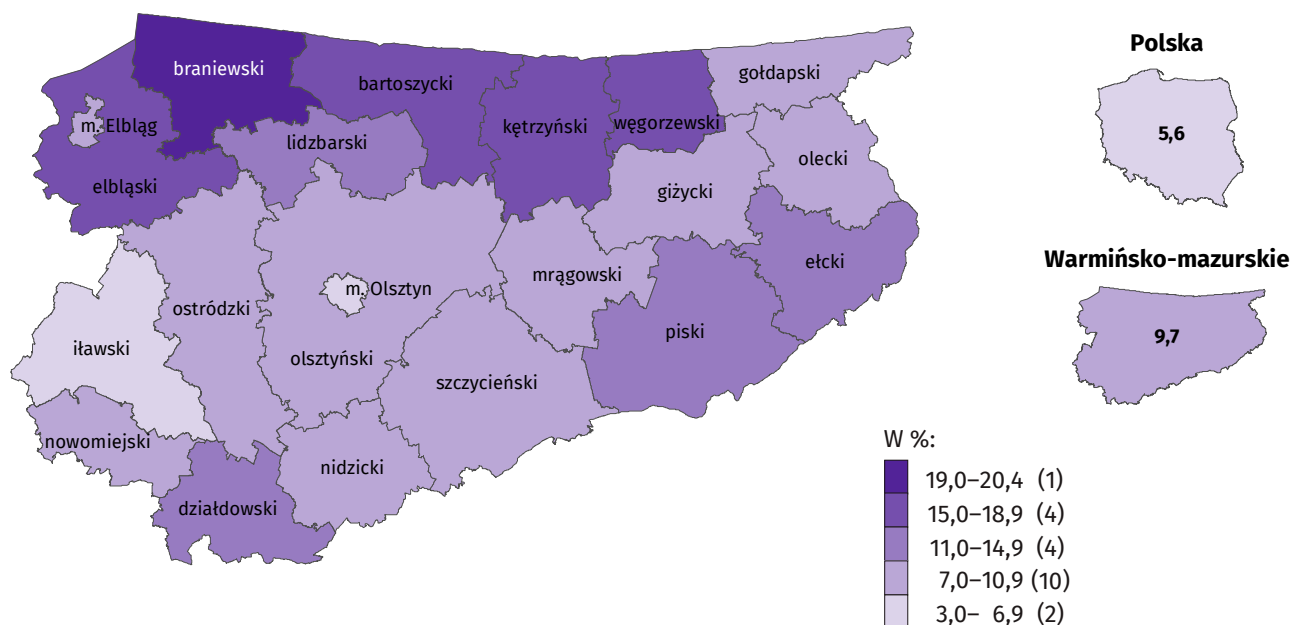 braniewski
bartoszycki
gołdapski
m. Elbląg
kętrzyński
węgorzewski
lidzbarski
olecki
elbląski
giżycki
ełcki
mrągowski
m. Olsztyn
ostródzki
piski
iławski
olsztyński
szczycieński
nowomiejski
nidzicki
działdowski
Polska
5,6
Warmińsko-mazurskie
9,7
W %:
19,0–20,4 (1)
15,0–18,9 (4)
11,0–14,9 (4)
7,0–10,9 (10)
3,0– 6,9 (2)